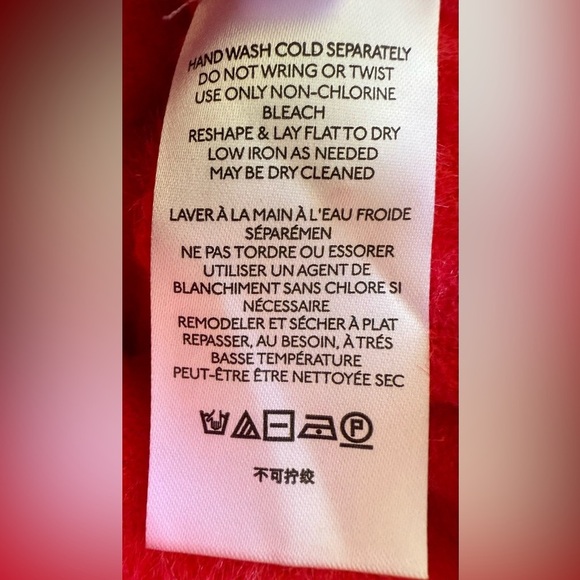 HAND WASH COLD SEPARATELY
DO NOT WRING OR TWIST
USE ONLY NON-CHLORINE
BLEACH
RESHAPE & LAY FLAT TO DRY
LOW IRON AS NEEDED
MAY BE DRY CLEANED
LAVER À LA MAIN À L'EAU FROIDE
SÉPARÉMEN
NE PAS TORDRE OU ESSORER
UTILISER UN AGENT DE
BLANCHIMENT SANS CHLORE SI
NÉCESSAIRE
REMODELER ET SÉCHER À PLAT
REPASSER, AU BESOIN, À TRÉS
BASSE TEMPÉRATURE
PEUT-ÊTRE ÊTRE NETTOYÉE SEC
P
不可拧绞